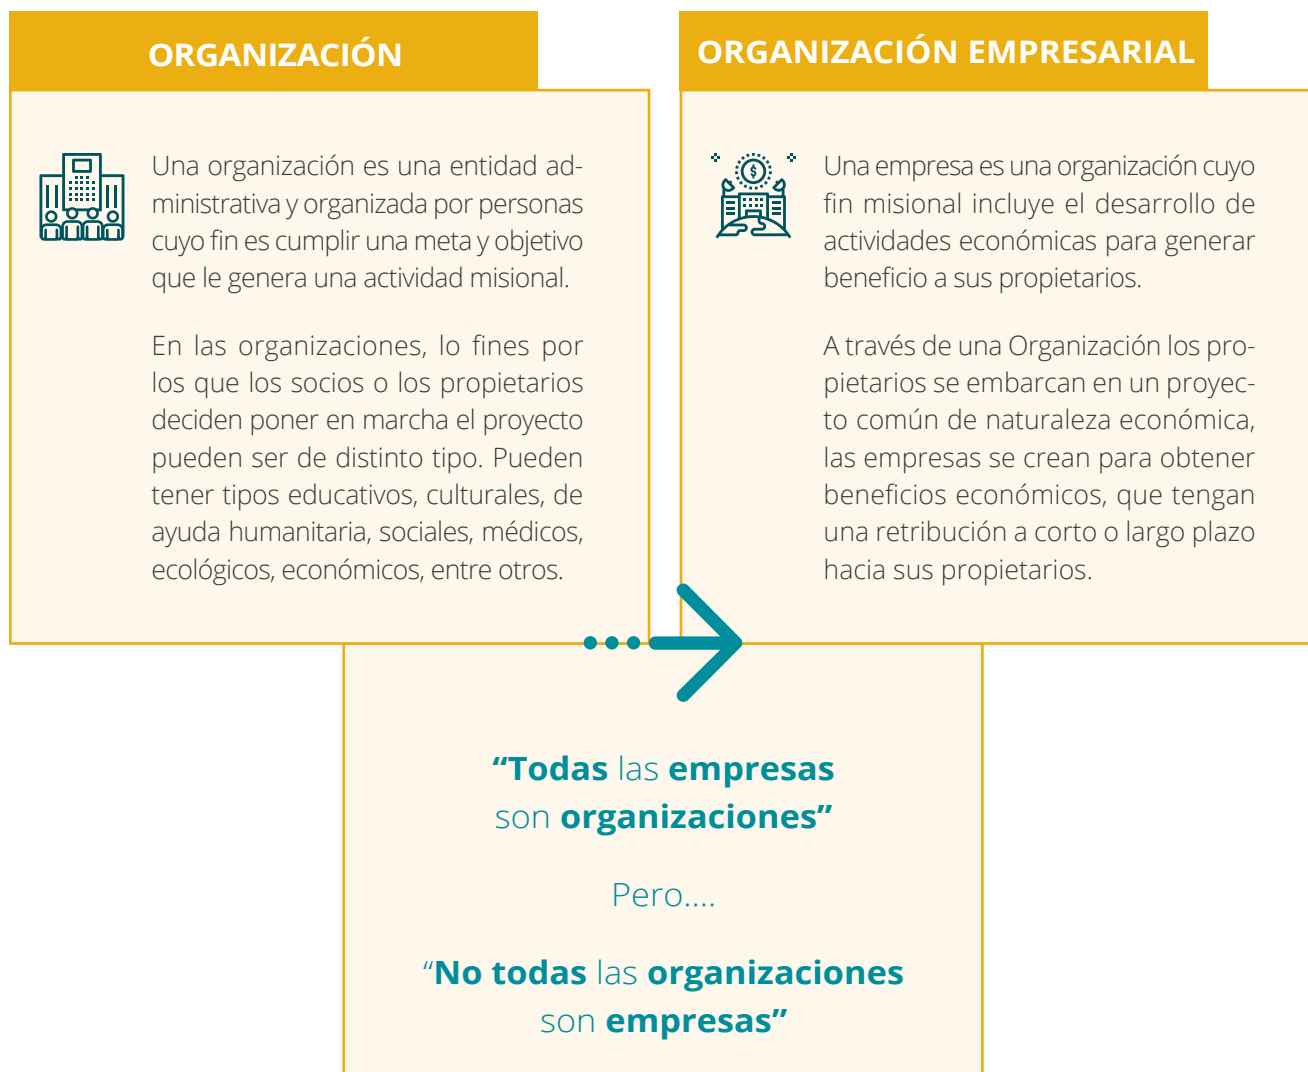 ORGANIZACIÓN
Una organización es una entidad ad-
ministrativa y organizada por personas
cuyo fin es cumplir una meta y objetivo
que le genera una actividad misional.
En las organizaciones, lo fines por
los que los socios o los propietarios
deciden poner en marcha el proyecto
pueden ser de distinto tipo. Pueden
tener tipos educativos, culturales, de
ayuda humanitaria, sociales, médicos,
ecológicos, económicos, entre otros.
ORGANIZACIÓN EMPRESARIAL
$
Una empresa es una organización cuyo
fin misional incluye el desarrollo de
actividades económicas para generar
beneficio a sus propietarios.
A través de una Organización los pro-
pietarios se embarcan en un proyec-
to común de naturaleza económica,
las empresas se crean para obtener
beneficios económicos, que tengan
una retribución a corto o largo plazo
hacia sus propietarios.
“Todas las empresas
son organizaciones”
Pero....
“No todas las organizaciones
son empresas”